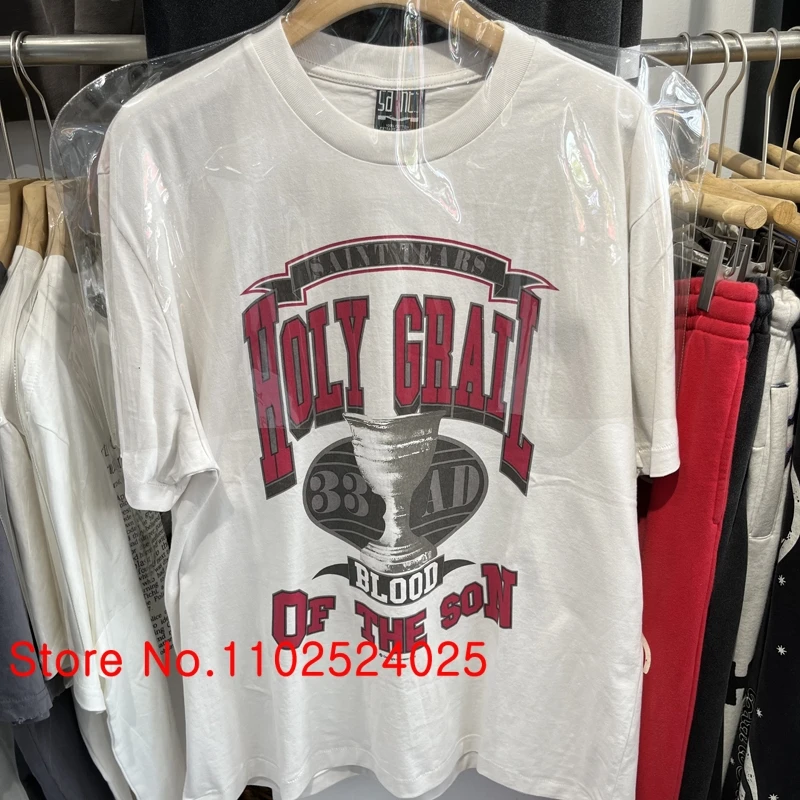 SAINT TEARS
HOLY GRAIL
33 AD
BLOOD
OF THE SON
Store No.1102524025